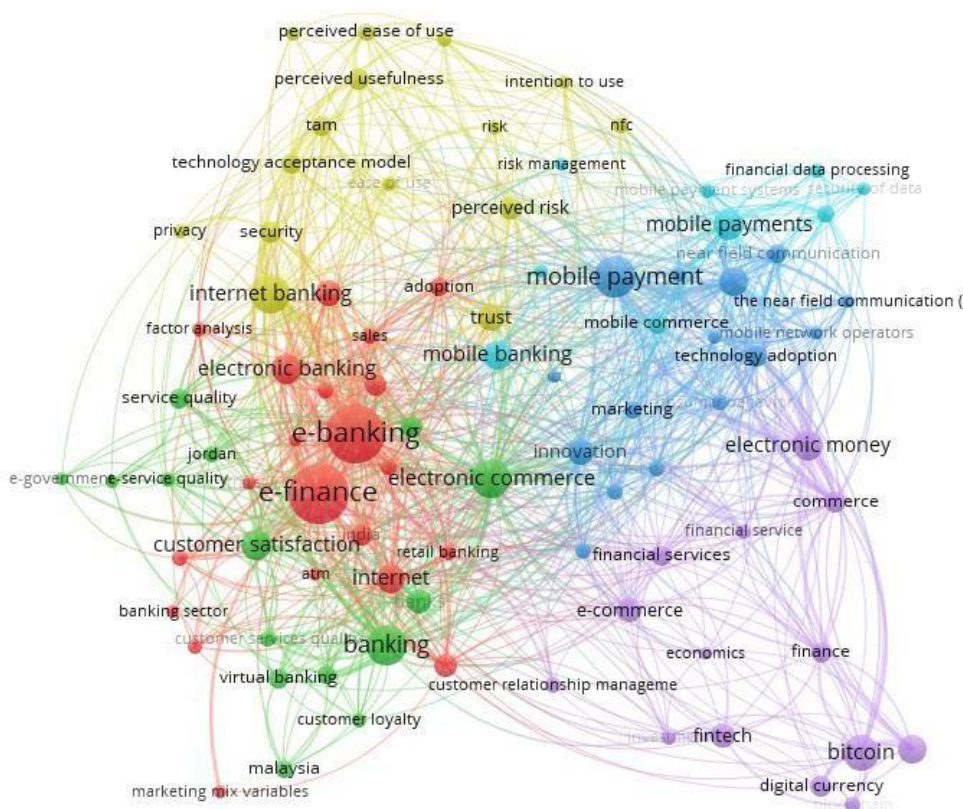 perceived ease of use
perceived usefulness
intention to use
tam
risk
nfc
technology acceptance model
risk management
financial data processing
ease of use
mobile payment systems
security of data
perceived risk
mobile payments
privacy
security
near field communication
mobile payment
internet banking
adoption
the near field communication (
factor analysis
sales
trust
mobile commerce
mobile network operators
electronic banking
mobile banking
technology adoption
service quality
marketing
e-banking
electronic money
jordan
innovation
e-government
e-service quality
electronic commerce
e-finance
commerce
india
financial service
customer satisfaction
retail banking
financial services
atm
internet
banks
banking sector
e-commerce
customer services quality
banking
economics
finance
virtual banking
customer relationship manageme
customer loyalty
fintech
bitcoin
malaysia
digital currency
marketing mix variables
blockchain